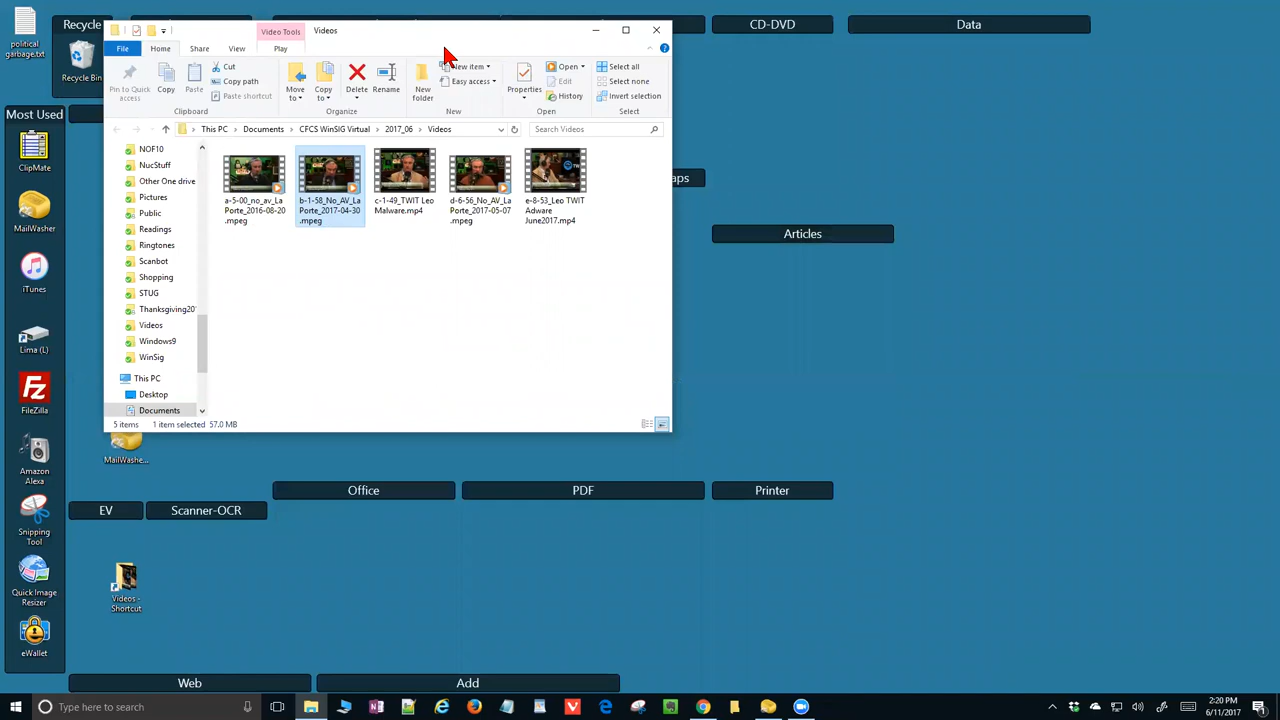 political
garbage.txt
Recycle
Recycle Bin
CD-DVD
Data
Video Tools
Videos
File
Home
Share
View
Play
Pin to Quick
access
Copy
Paste
Cut
Copy path
Paste shortcut
Clipboard
Move
to
Copy
to
Delete
Rename
Organize
New
folder
New item
Easy access
New
Properties
Open
Edit
History
Open
Select all
Select none
Invert selection
Select
This PC
Documents
CFCS WinSIG Virtual
2017_06
Videos
Search Videos
NOF10
NucStuff
Other One drive
Pictures
Public
Readings
Ringtones
Scanbot
Shopping
STUG
Thanksgiving20
Videos
Windows9
WinSig
This PC
Desktop
Documents
a-5-00_no_av_La
Porte_2016-08-20
.mpeg
b-1-58_No_AV_La
Porte_2017-04-30
.mpeg
c-1-49_TWIT Leo
Malware.mp4
d-6-56_No_AV_La
Porte_2017-05-07
.mpeg
e-8-53_Leo TWIT
Adware
June2017.mp4
5 items
1 item selected
57.0 MB
Most Used
ClipMate
MailWasher
iTunes
Lima (L)
FileZilla
Amazon
Alexa
Snipping
Tool
Quick Image
Resizer
eWallet
MailWashe...
Articles
Office
PDF
Printer
EV
Scanner-OCR
Videos -
Shortcut
Web
Add
Type here to search
2:20 PM
6/11/2017